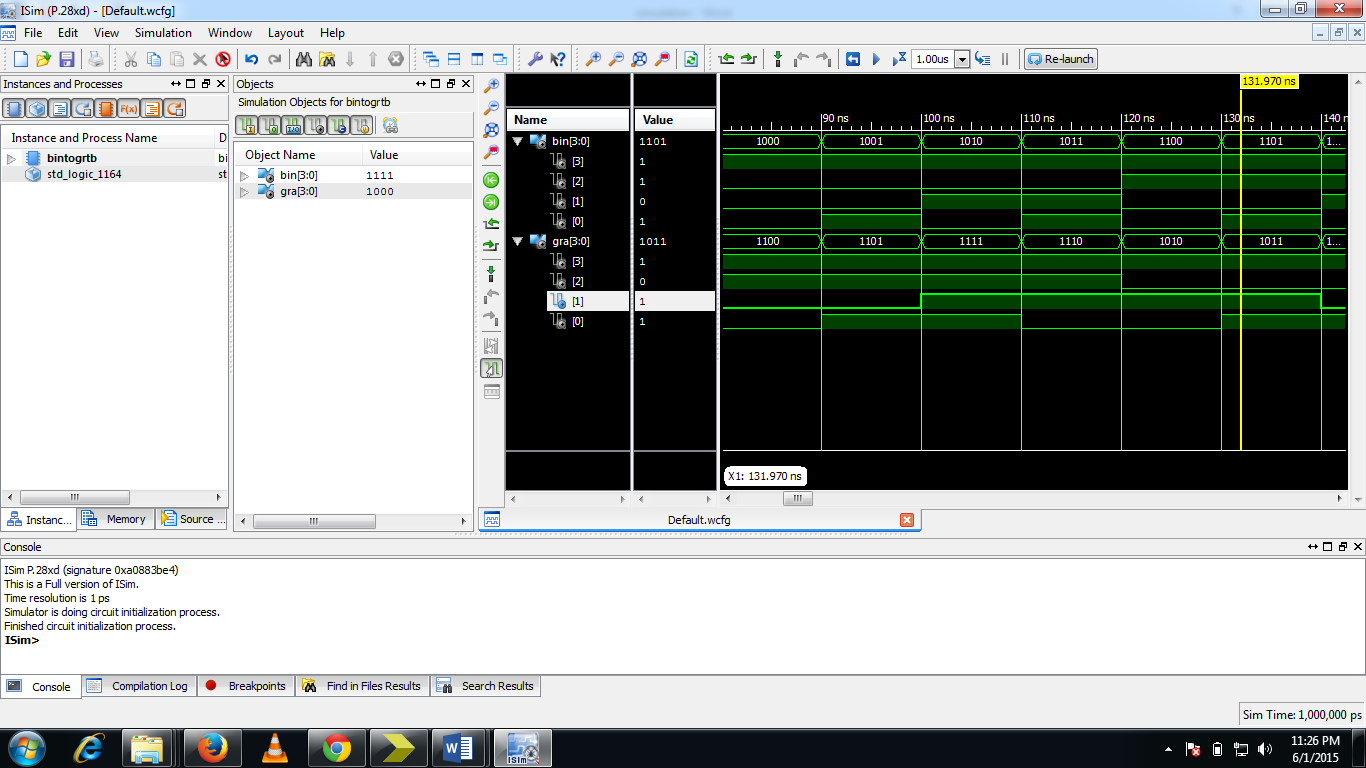 ISim (P.28xd) - [Default.wcfg]
File Edit View Simulation Window Layout Help
1.00us Re-launch
Instances and Processes
Instance and Process Name D
bintogrtb bi
std_logic_1164 st
Instanc... Memory Source ...
Objects
Simulation Objects for bintogrtb
Object Name Value
bin[3:0] 1111
gra[3:0] 1000
Name Value
bin[3:0] 1101
[3] 1
[2] 1
[1] 0
[0] 1
gra[3:0] 1011
[3] 1
[2] 0
[1] 1
[0] 1
131.970 ns
90 ns 100 ns 110 ns 120 ns 130 ns 140 n
1000 1001 1010 1011 1100 1101 1...
1100 1101 1111 1110 1010 1011 1...
X1: 131.970 ns
Default.wcfg
Console
ISim P.28xd (signature 0xa0883be4)
This is a Full version of ISim.
Time resolution is 1 ps
Simulator is doing circuit initialization process.
Finished circuit initialization process.
ISim>
Console Compilation Log Breakpoints Find in Files Results Search Results
Sim Time: 1,000,000 ps
ISim
11:26 PM
6/1/2015